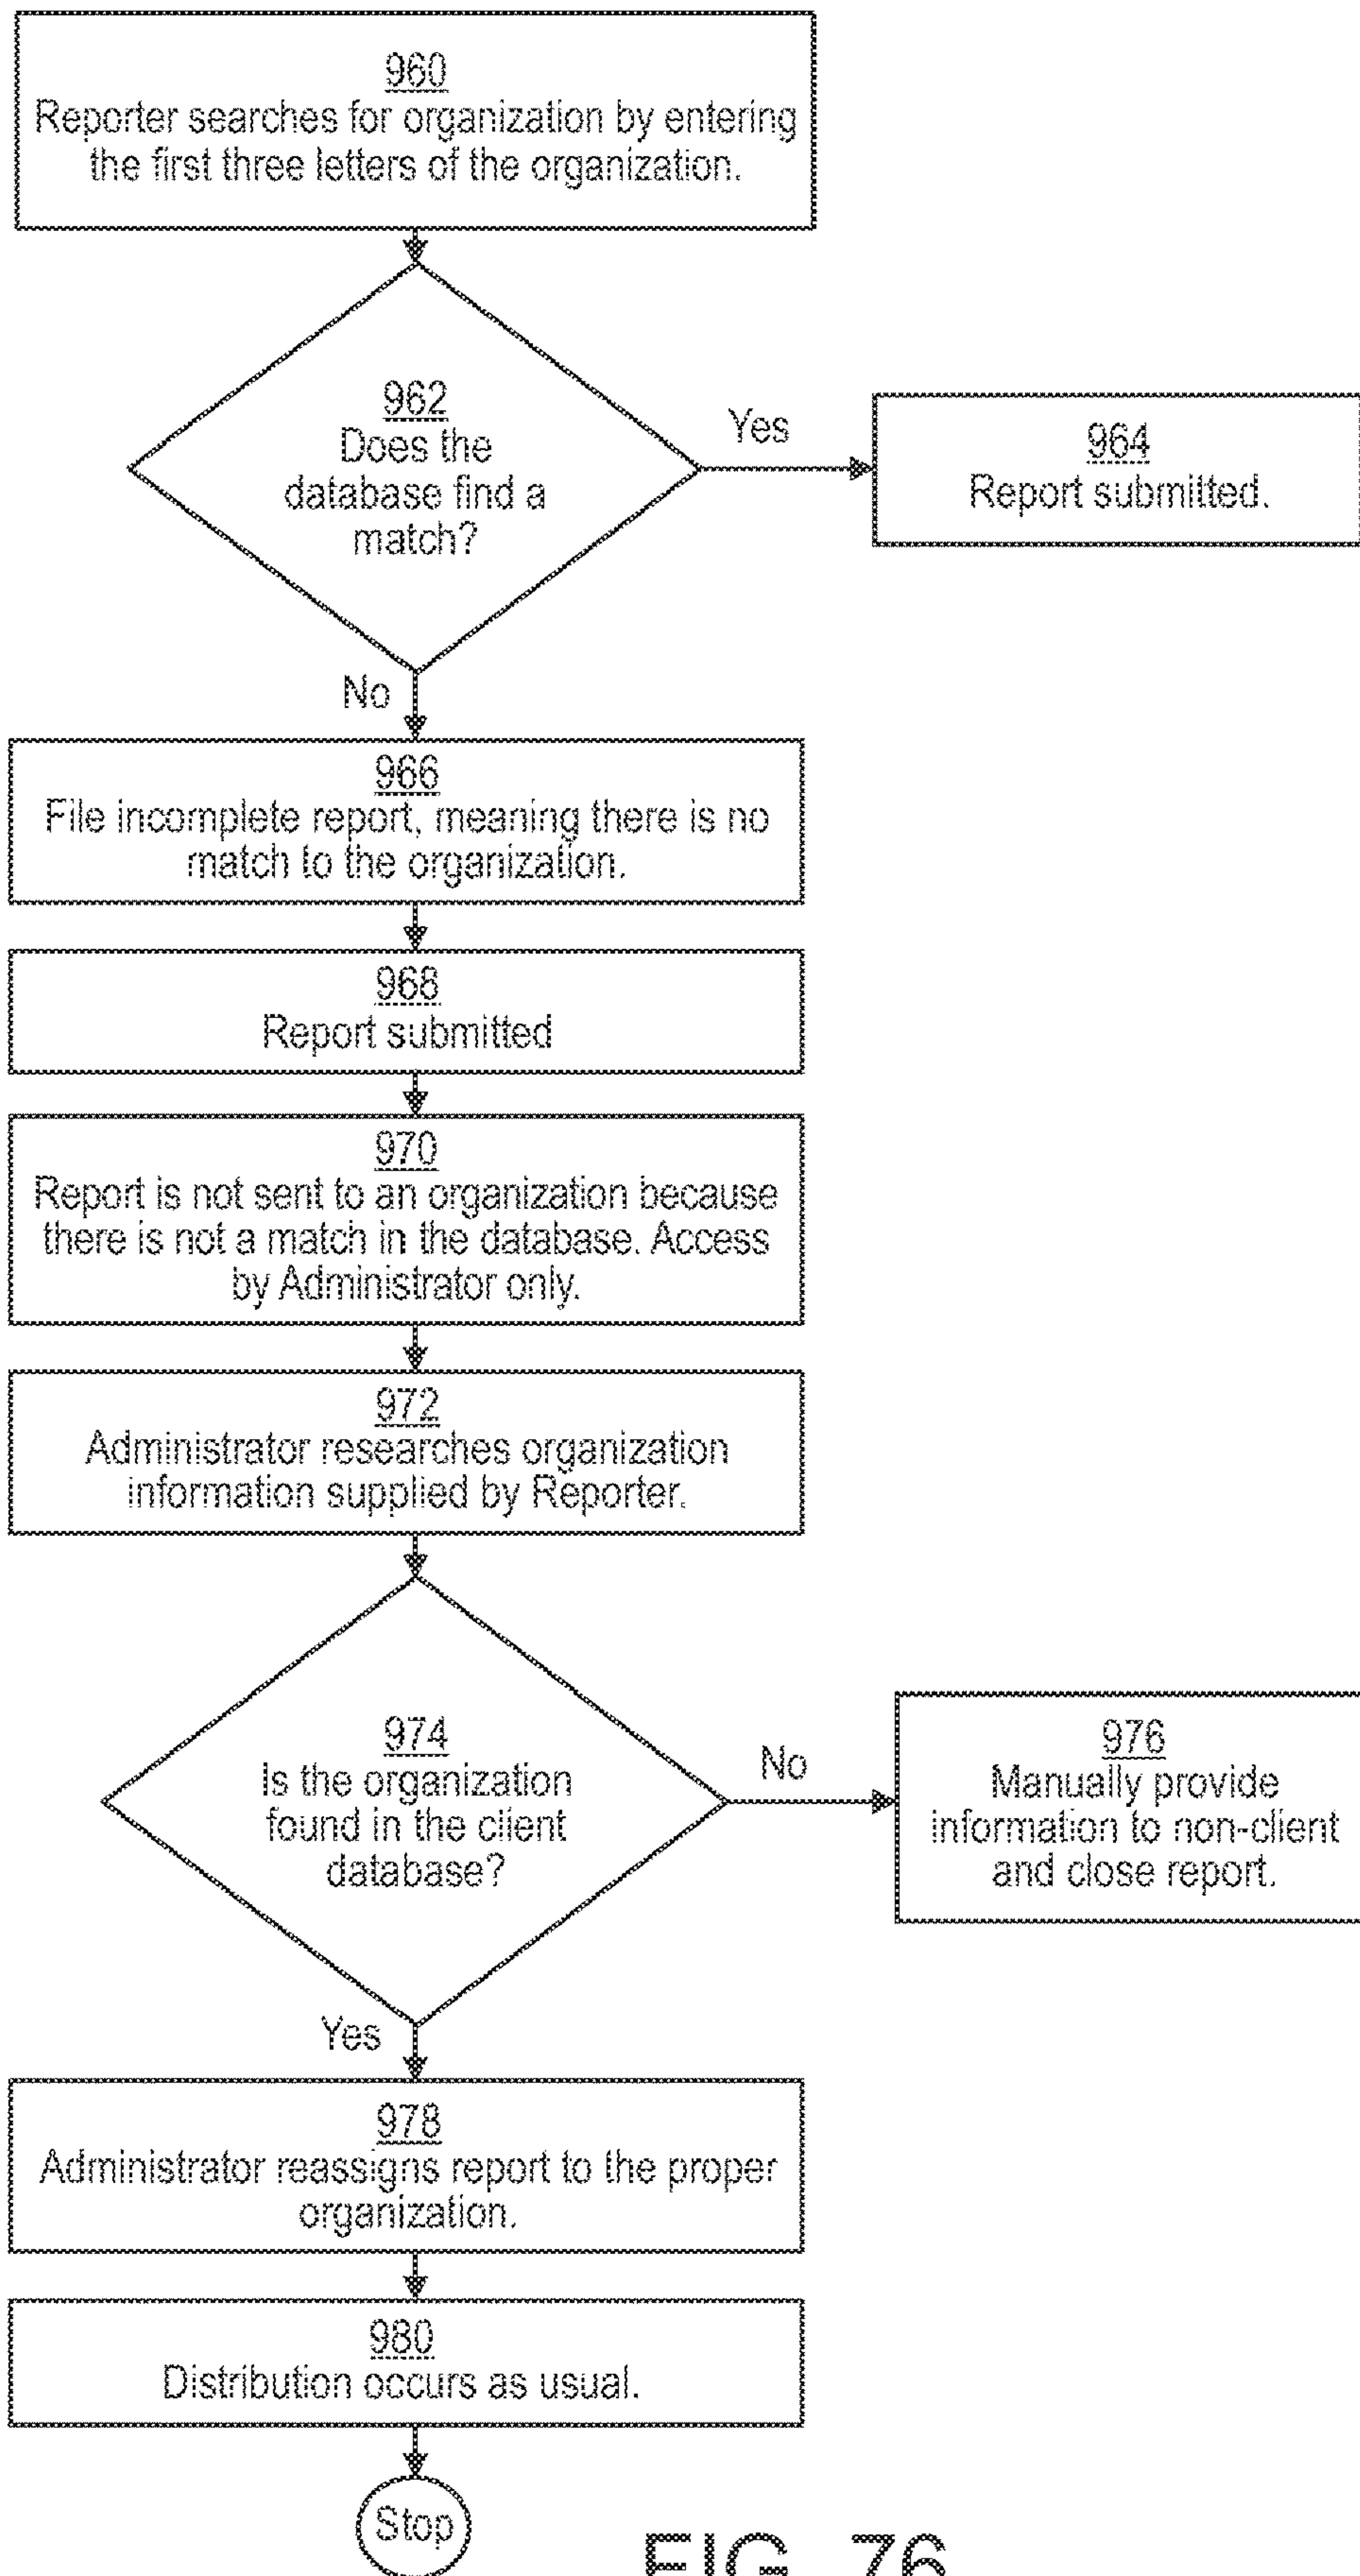 960
Reporter searches for organization by entering
the first three letters of the organization.
962
Does the
database find a
match?
Yes
964
Report submitted.
No
966
File incomplete report, meaning there is no
match to the organization.
968
Report submitted
970
Report is not sent to an organization because
there is not a match in the database. Access
by Administrator only.
972
Administrator researches organization
information supplied by Reporter.
974
Is the organization
found in the client
database?
No
976
Manually provide
information to non-client
and close report.
Yes
978
Administrator reassigns report to the proper
organization.
980
Distribution occurs as usual.
Stop
FIG. 76